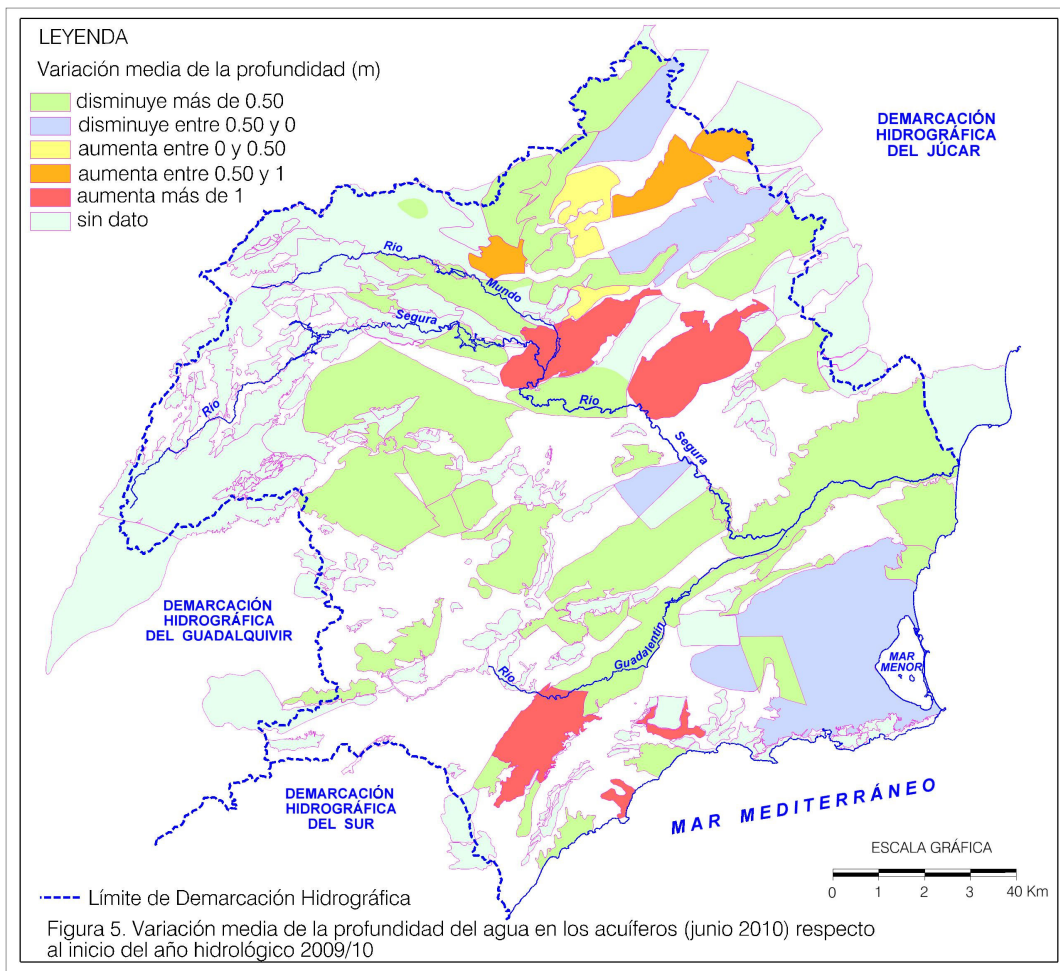 LEYENDA
Variación media de la profundidad (m)
disminuye más de 0.50
disminuye entre 0.50 y 0
aumenta entre 0 y 0.50
aumenta entre 0.50 y 1
aumenta más de 1
sin dato
DEMARCACIÓN
HIDROGRÁFICA
DEL JÚCAR
Río
Mundo
Segura
Río
Río
Segura
DEMARCACIÓN
HIDROGRÁFICA
DEL GUADALQUIVIR
Guadalentín
Río
MAR
MENOR
DEMARCACIÓN
HIDROGRÁFICA
DEL SUR
MAR MEDITERRÁNEO
ESCALA GRÁFICA
0 1 2 3 40 Km
Límite de Demarcación Hidrográfica
Figura 5. Variación media de la profundidad del agua en los acuíferos (junio 2010) respecto
al inicio del año hidrológico 2009/10